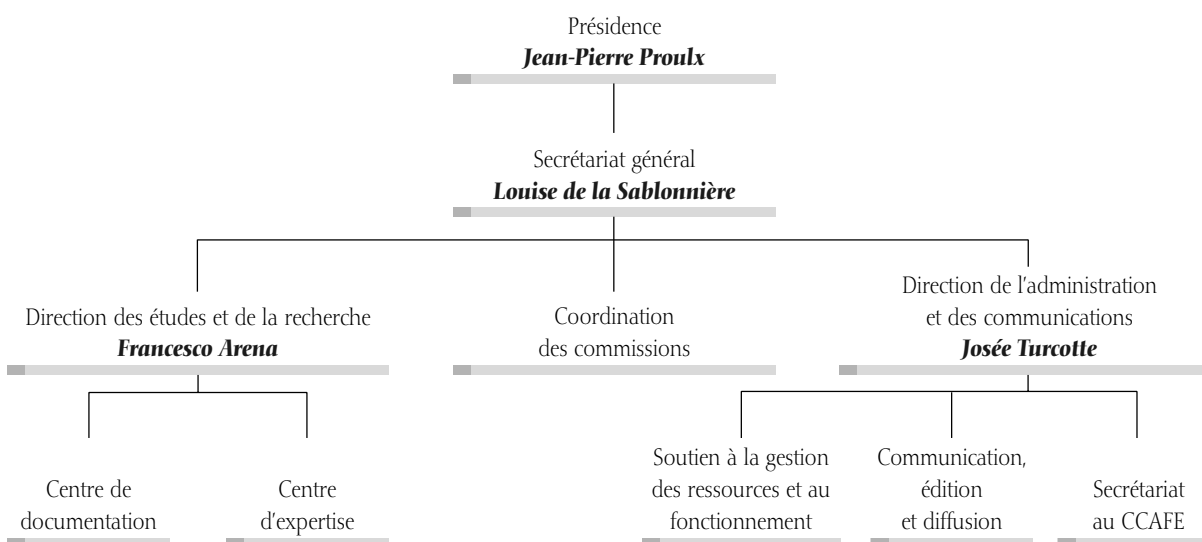 Présidence
Jean-Pierre Proulx
Secrétariat général
Louise de la Sablonnière
Direction des études et de la recherche
Francesco Arena
Coordination
des commissions
Direction de l'administration
et des communications
Josée Turcotte
Centre de
documentation
Centre
d'expertise
Soutien à la gestion
des ressources et au
fonctionnement
Communication,
édition
et diffusion
Secrétariat
au CCAFE